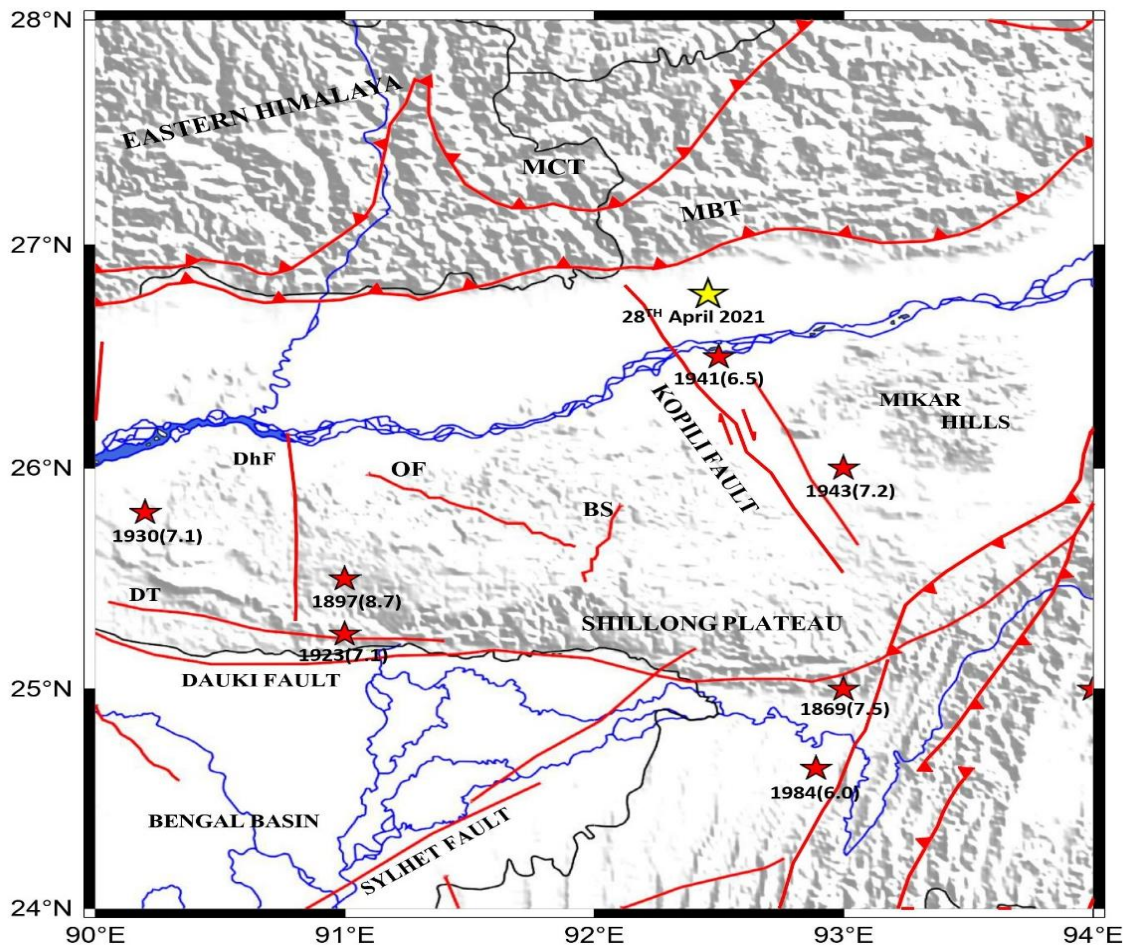 28°N
EASTERN HIMALAYA
MCT
MBT
27°N
28TH April 2021
1941(6.5)
KOPILI FAULT
MIKAR
HILLS
26°N
DhF
OF
BS
1943(7.2)
1930(7.1)
DT
1897(8.7)
SHILLONG PLATEAU
1923(7.1)
DAUKI FAULT
25°N
1869(7.5)
1984(6.0)
BENGAL BASIN
SYLHET FAULT
24°N
90°E
91°E
92°E
93°E
94°E